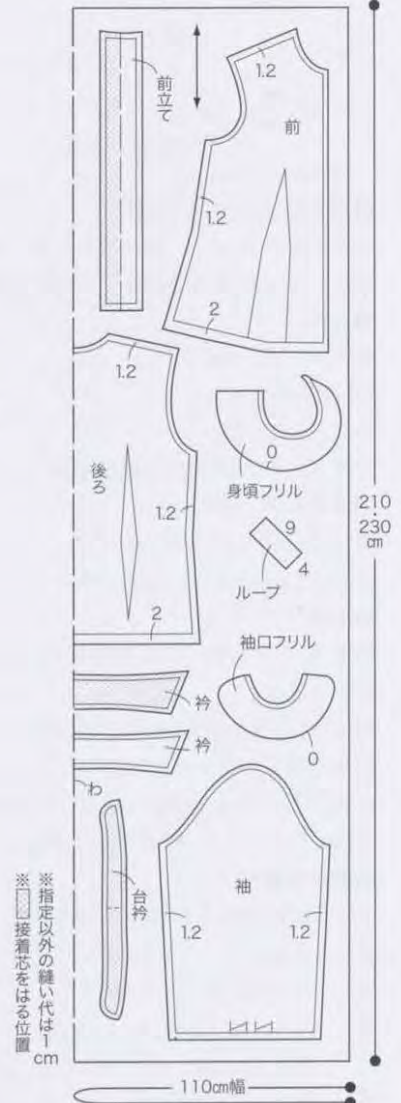 前立て
1.2
前
1.2
2
1.2
後ろ
1.2
2
0
身頃フリル
9
4
ループ
210
・
230
cm
袖口フリル
衿
0
衿
わ
台衿
袖
1.2
1.2
※指定以外の縫い代は1cm
※接着芯をはる位置
110cm幅